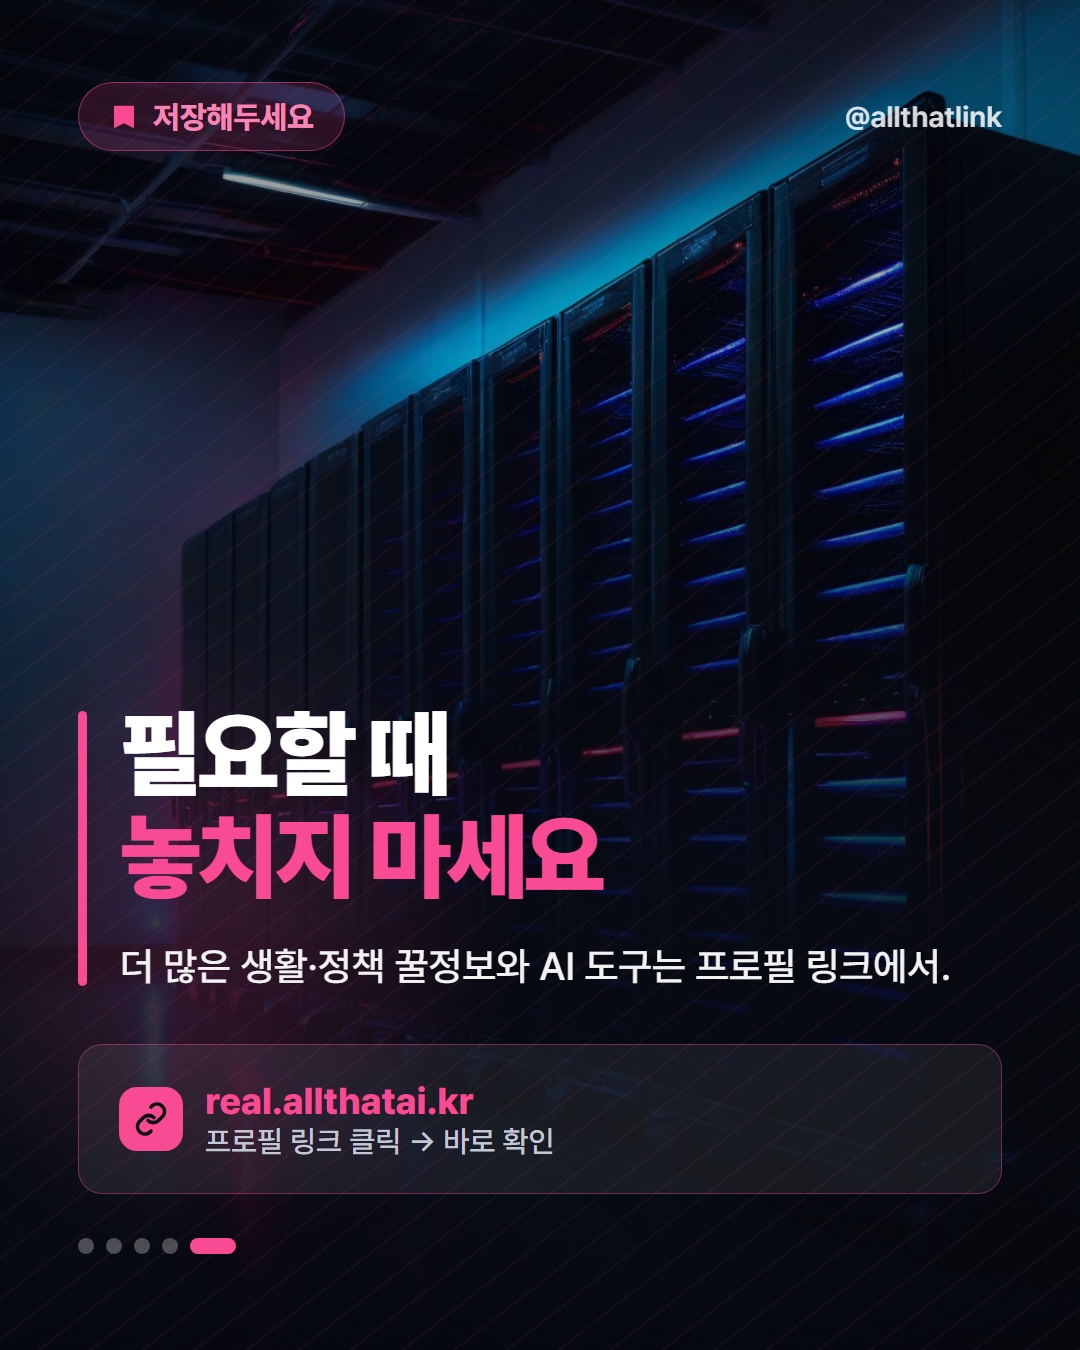 저장해두세요
@allthatlink
필요할 때
놓치지 마세요
더 많은 생활·정책 꿀정보와 AI 도구는 프로필 링크에서.
real.allthatai.kr
프로필 링크 클릭 → 바로 확인